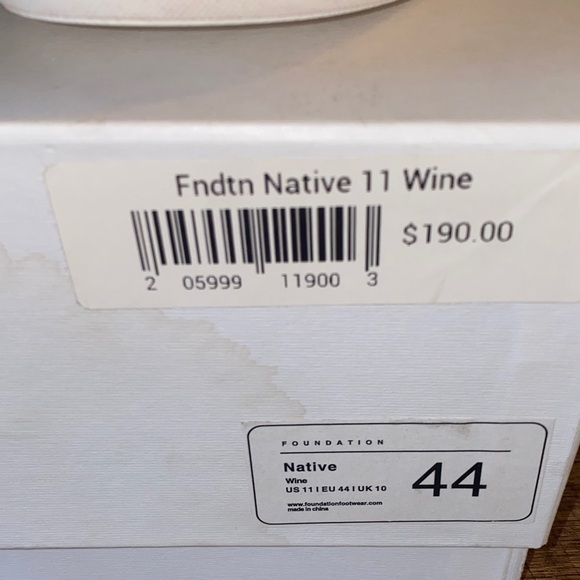 Fndtn Native 11 Wine
$190.00
2 05999 11900 3
FOUNDATION
Native
Wine
US 11 I EU 44 I UK 10
44
www.foundationfootwear.com
made in china